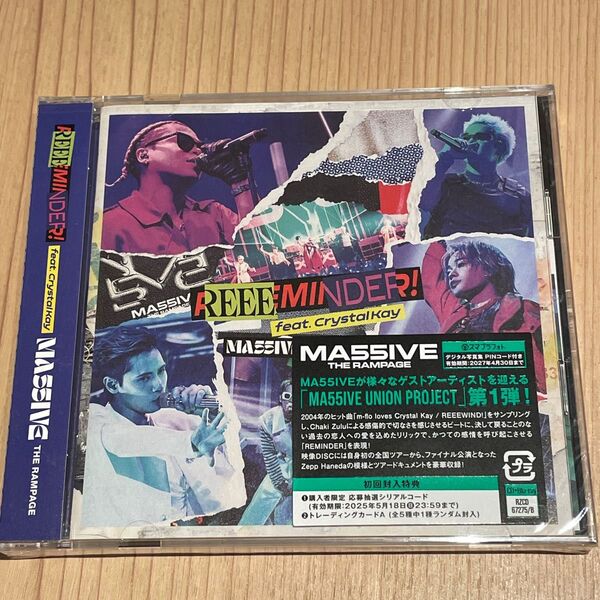 REEEMINDER!
feat. Crystal Kay
MA55IVE
THE RAMPAGE
MA55IVE
REEEMINDER!
feat. Crystal Kay
MA55IVE
MA55IVE
THE RAMPAGE
スマプラフォト
デジタル写真集 PINコード付き
有効期限:2027年4月30日まで
MA55IVEが様々なゲストアーティストを迎える
「MA55IVE UNION PROJECT」第1弾!
2004年のヒット曲「m-flo loves Crystal Kay / REEEWIND!」をサンプリング
し、Chaki Zuluによる感傷的で切なさを感じさせるビートに、決して戻ることのな
い過去の恋人への愛を込めたリリックで、かつての感情を呼び起こさせる
「REMINDER」を表現!
映像DISCには自身初の全国ツアーから、ファイナル公演となった
Zepp Hanedaの模様とツアードキュメントを豪華収録!
プラ
CD+Blu-ray
RZCD
67275/B
初回封入特典
①購入者限定 応募抽選シリアルコード
(有効期限:2025年5月18日㊐23:59まで)
②トレーディングカードA (全5種中1種ランダム封入)